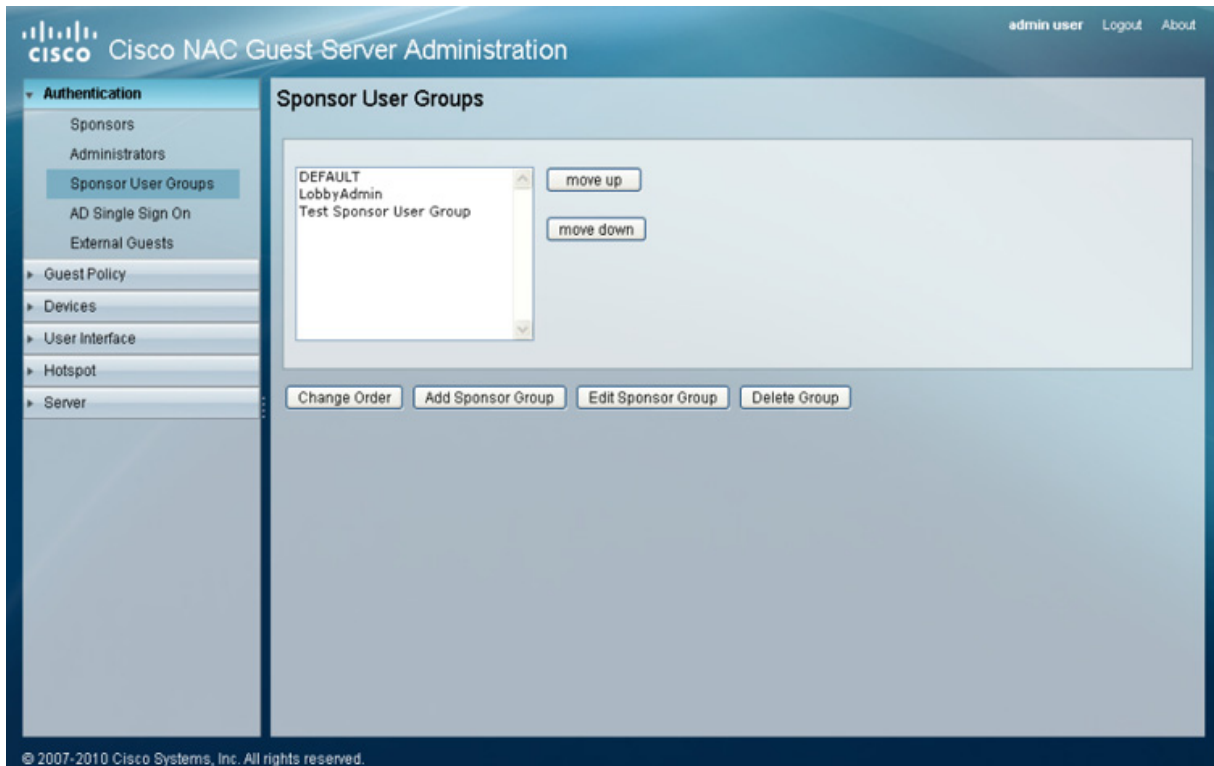 admin user Logout About
CISCO Cisco NAC Guest Server Administration
Authentication
Sponsors
Administrators
Sponsor User Groups
AD Single Sign On
External Guests
Guest Policy
Devices
User Interface
Hotspot
Server
Sponsor User Groups
DEFAULT
LobbyAdmin
Test Sponsor User Group
move up
move down
Change Order Add Sponsor Group Edit Sponsor Group Delete Group
© 2007-2010 Cisco Systems, Inc. All rights reserved.